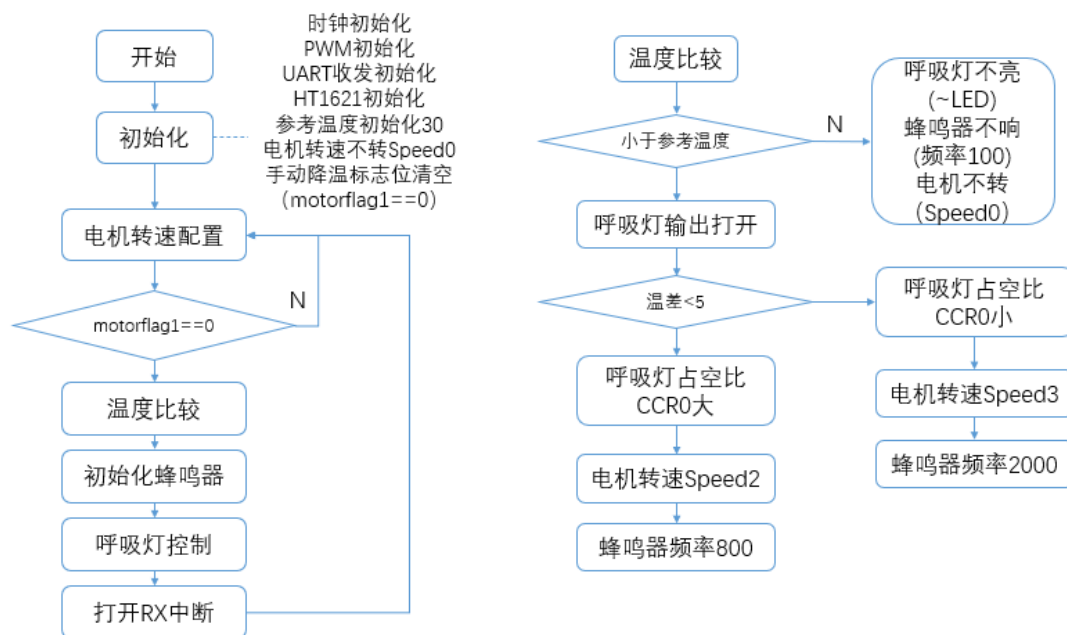 开始
初始化
时钟初始化
PWM初始化
UART收发初始化
HT1621初始化
参考温度初始化30
电机转速不转Speed0
手动降温标志位清空
（motorflag1==0）
电机转速配置
N
motorflag1==0
温度比较
初始化蜂鸣器
呼吸灯控制
打开RX中断
温度比较
小于参考温度
N
呼吸灯不亮
(~LED)
蜂鸣器不响
(频率100)
电机不转
（Speed0）
呼吸灯输出打开
温差<5
呼吸灯占空比
CCR0大
电机转速Speed2
蜂鸣器频率800
呼吸灯占空比
CCR0小
电机转速Speed3
蜂鸣器频率2000